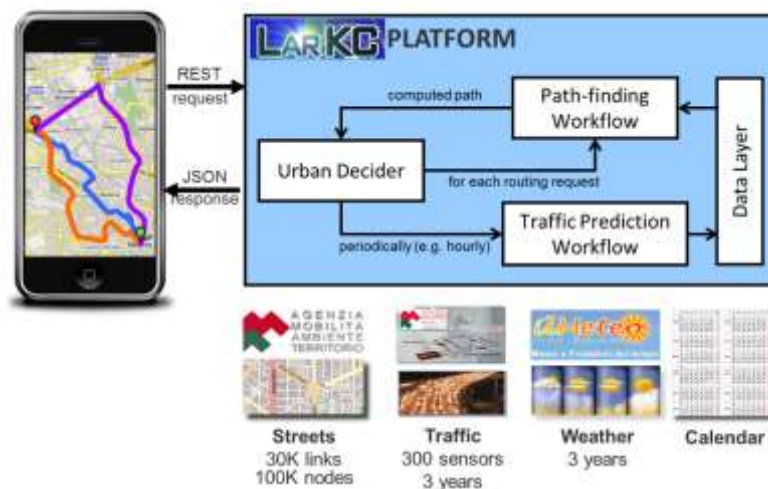 LarKC PLATFORM
REST
request
JSON
response
computed path
Path-finding
Workflow
Urban Decider
for each routing request
Data Layer
Traffic Prediction
Workflow
periodically (e.g. hourly)
AGENZIA
MOBILITA
AMBIENTE
TERRITORIO
Streets
30K links
100K nodes
Traffic
300 sensors
3 years
Weather
3 years
Calendar